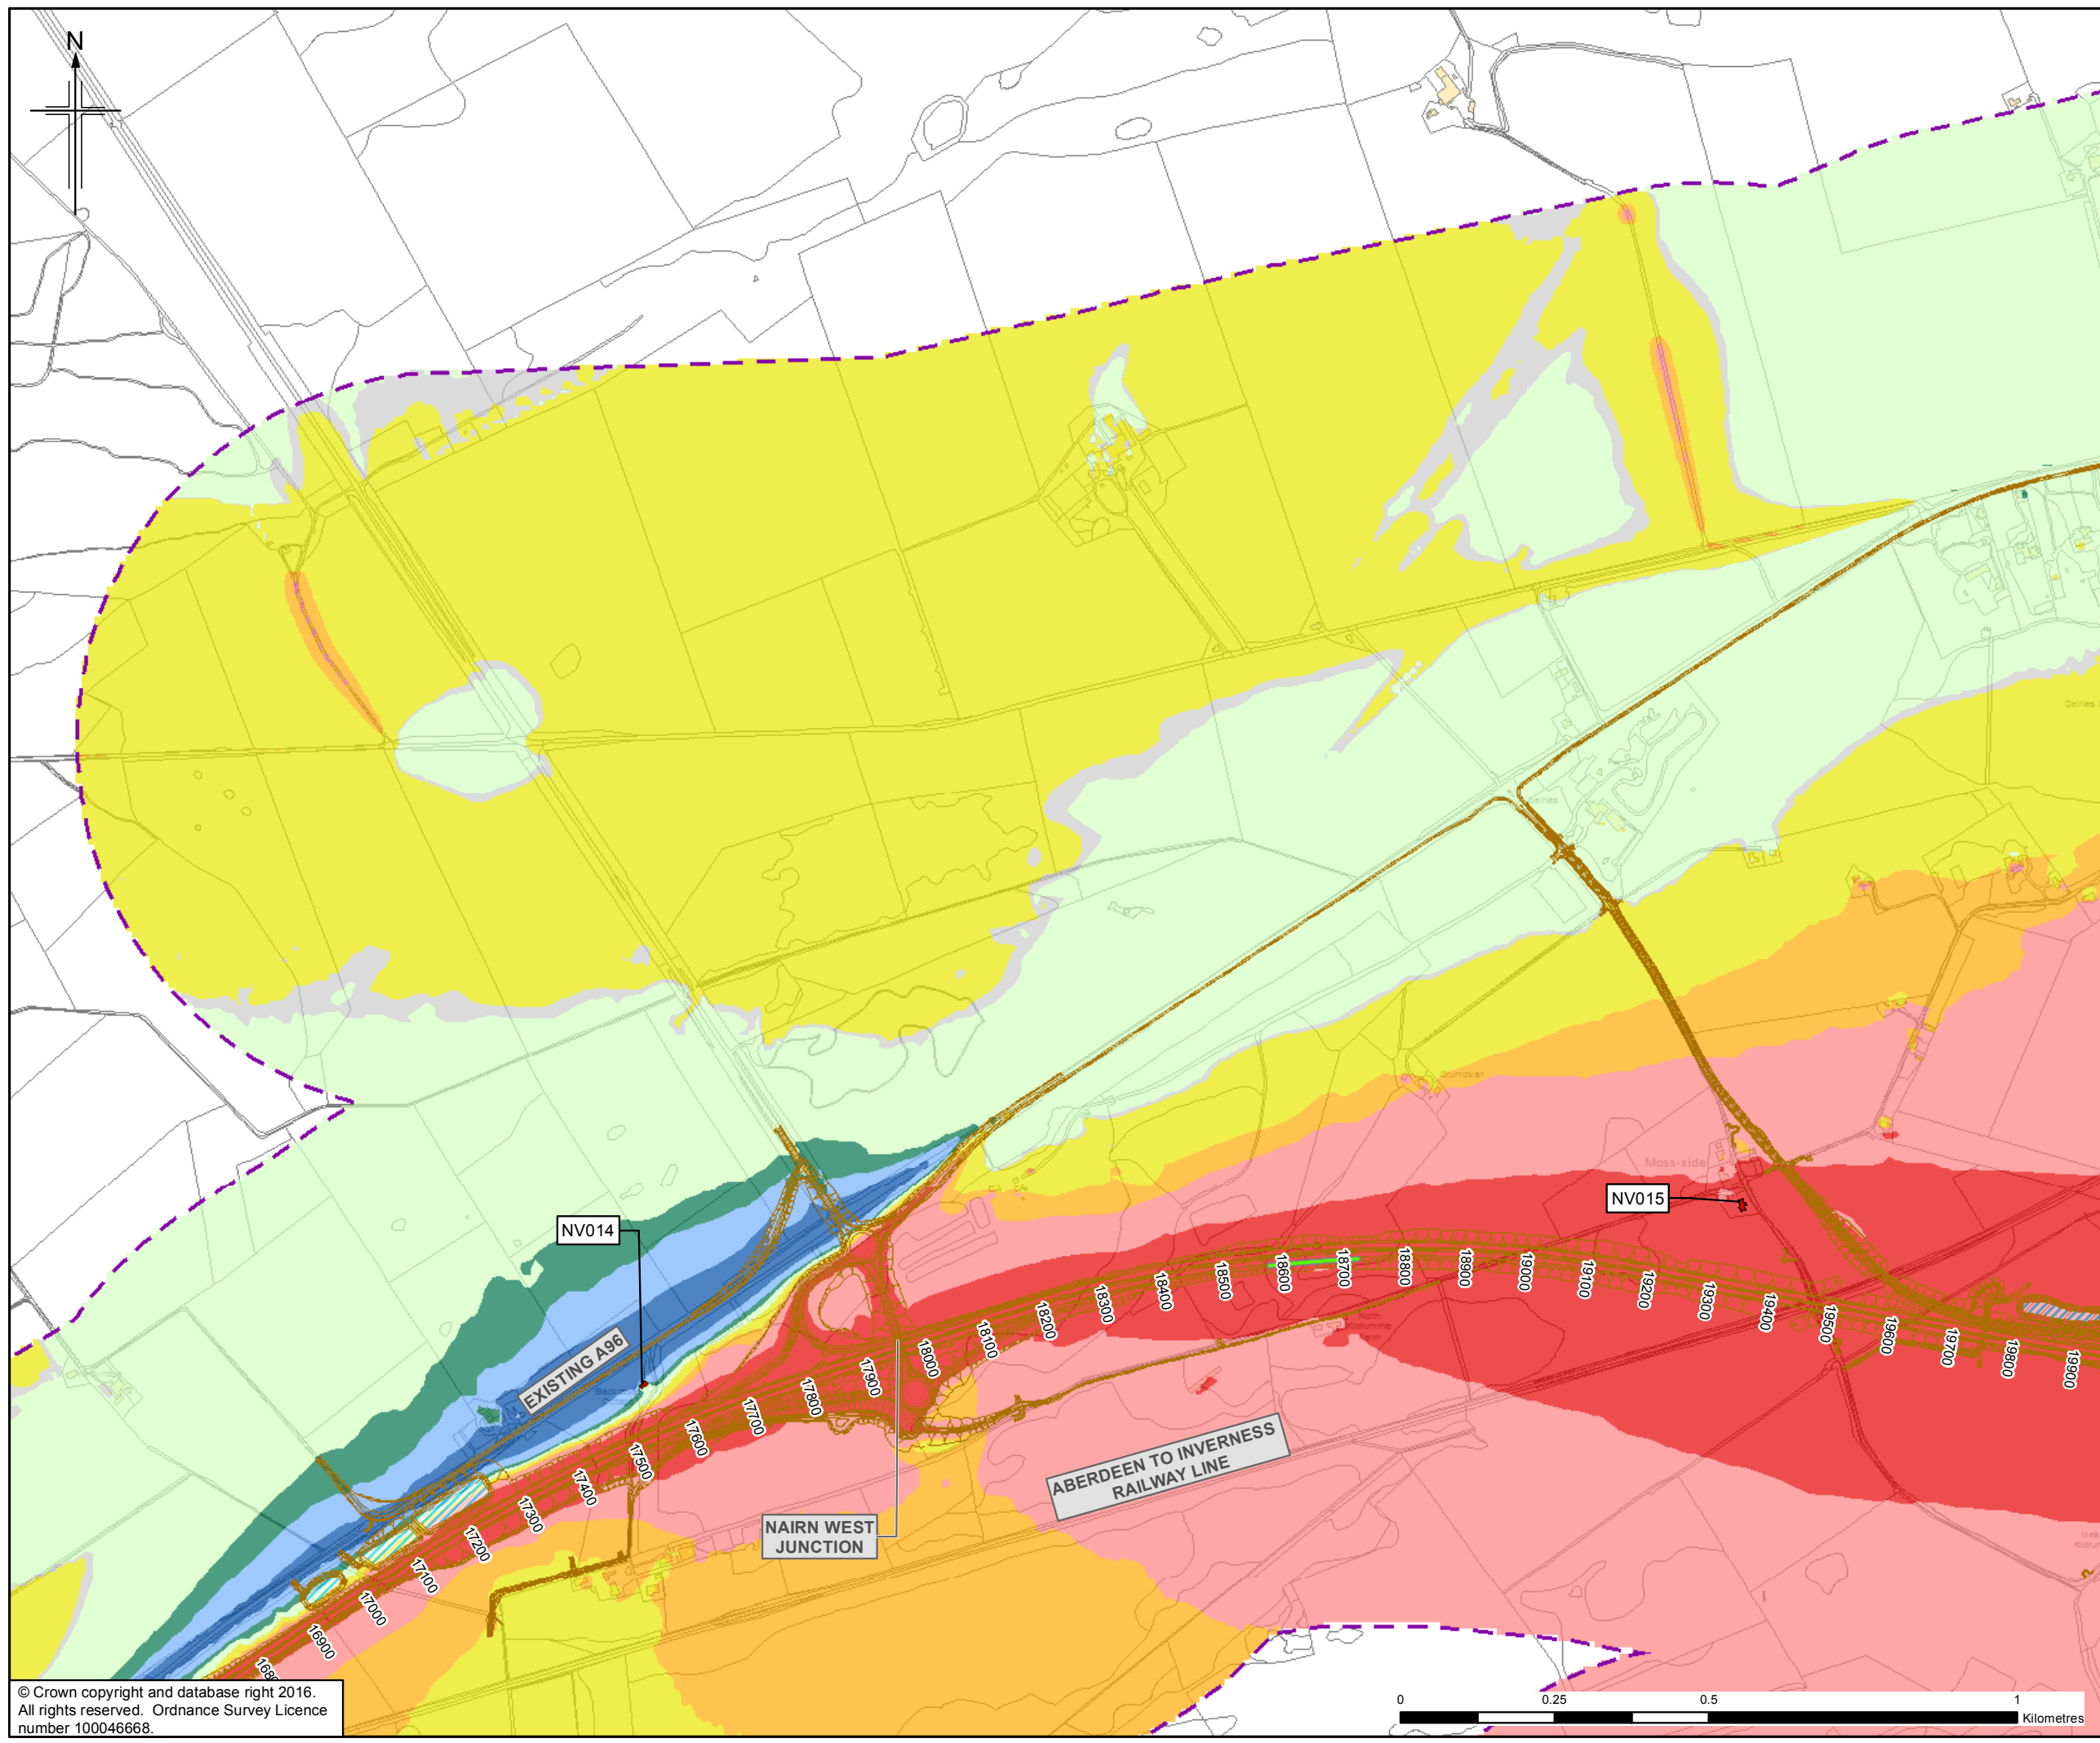 N
NV014
NV015
EXISTING A96
Moss-side
Drumdivan
ABERDEEN TO INVERNESS
RAILWAY LINE
NAIRN WEST
JUNCTION
16900
17000
17100
17200
17300
17400
17500
17600
17700
17800
17900
18000
18100
18200
18300
18400
18500
18600
18700
18800
18900
19000
19100
19200
19300
19400
19500
19600
19700
19800
19900
© Crown copyright and database right 2016.
All rights reserved. Ordnance Survey Licence
number 100046668.
0 0.25 0.5 1
Kilometres